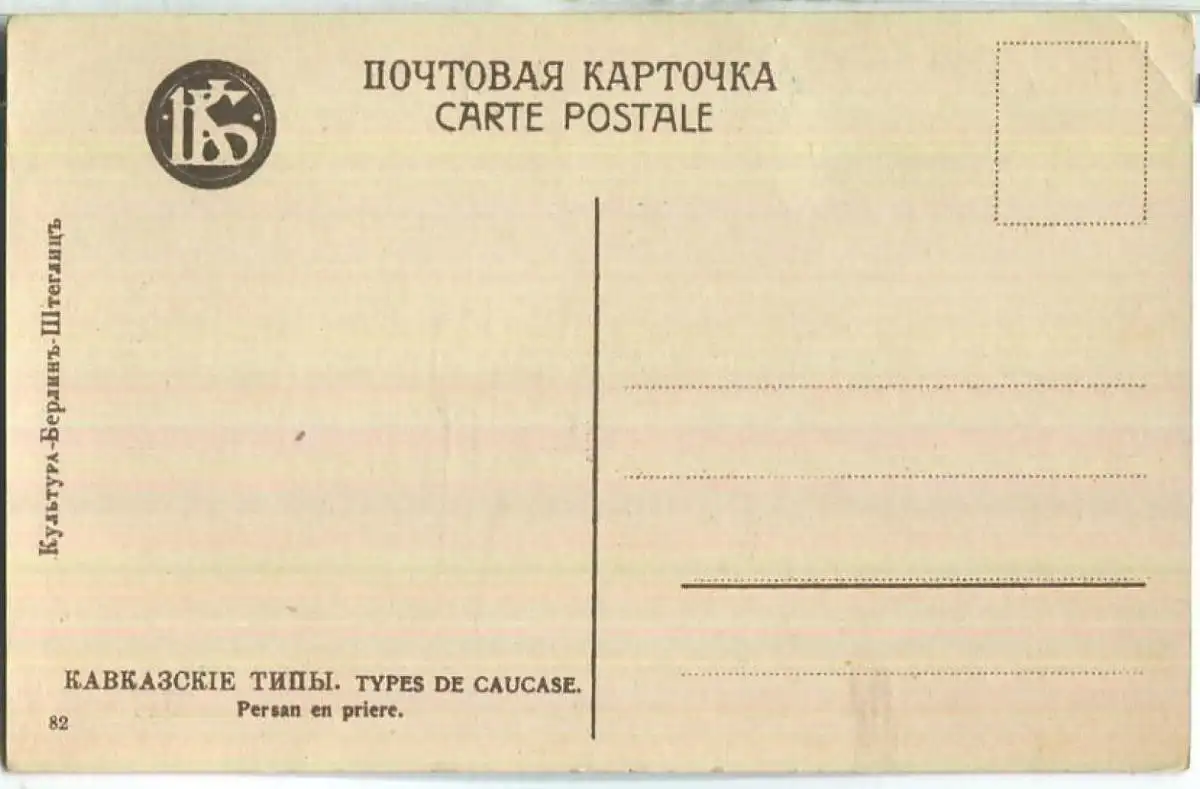 ПОЧТОВАЯ КАРТОЧКА
CARTE POSTALE
Культура-Берлинъ-Штеглицъ
КАВКАЗСКІЕ ТИПЫ. TYPES DE CAUCASE.
Persan en priere.
82